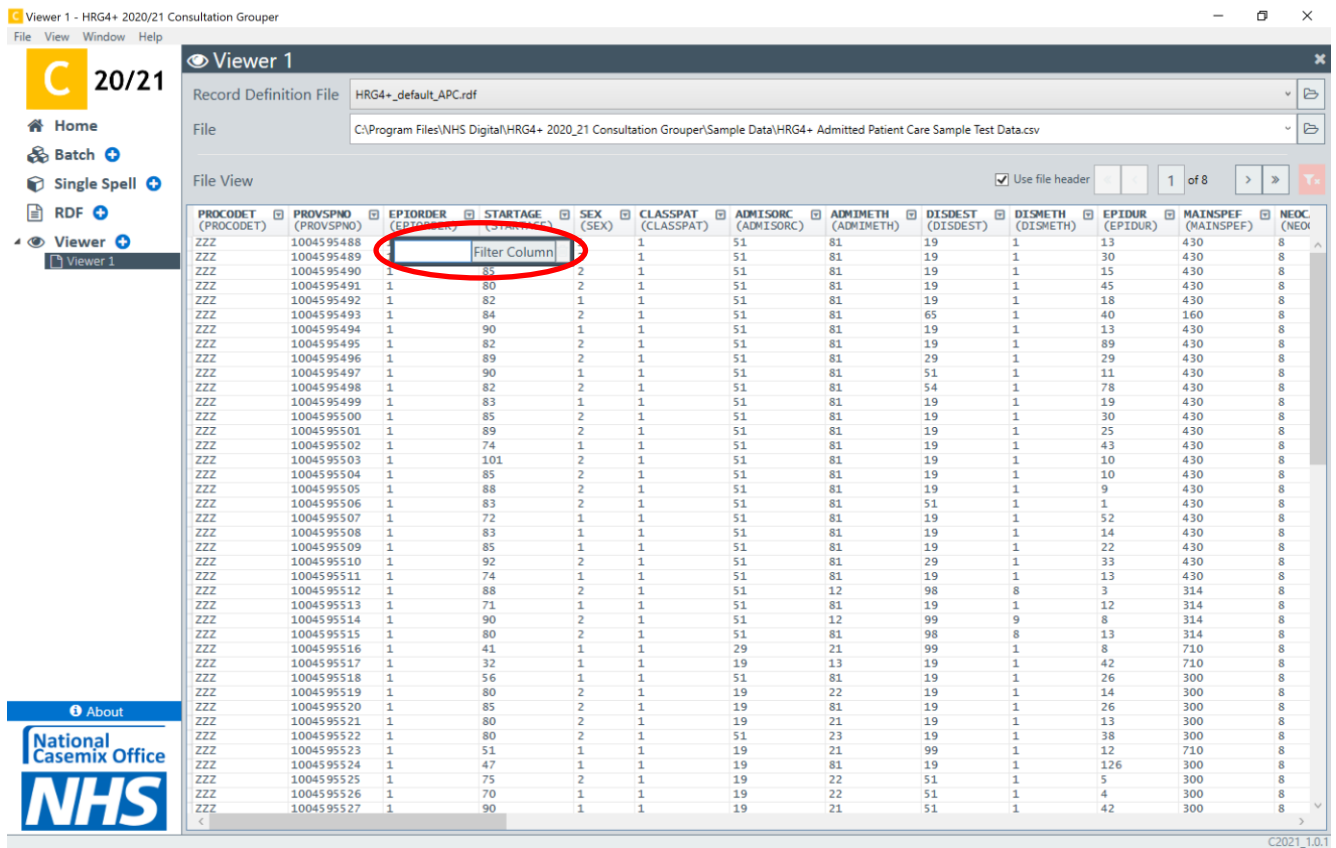 Viewer 1 - HRG4+ 2020/21 Consultation Grouper
File View Window Help
C 20/21
Home
Batch
Single Spell
RDF
Viewer
Viewer 1
About
National
Casemix Office
NHS
Viewer 1
Record Definition File HRG4+_default_APC.rdf
File C:\Program Files\NHS Digital\HRG4+ 2020_21 Consultation Grouper\Sample Data\HRG4+ Admitted Patient Care Sample Test Data.csv
File View Use file header 1 of 8
PROCODET PROVSPNO EPIORDER STARTAGE SEX CLASSPAT ADMISORC ADMIMETH DISDEST DISMETH EPIDUR MAINSPEF NEOC
(PROCODET) (PROVSPNO) (EPIORDER) (STARTAGE) (SEX) (CLASSPAT) (ADMISORC) (ADMIMETH) (DISDEST) (DISMETH) (EPIDUR) (MAINSPEF) (NEOC
Filter Column
ZZZ 1004595488 1 51 81 19 1 13 430 8
ZZZ 1004595489 1 51 81 19 1 30 430 8
ZZZ 1004595490 1 85 2 1 51 81 19 1 15 430 8
ZZZ 1004595491 1 80 2 1 51 81 19 1 45 430 8
ZZZ 1004595492 1 82 1 1 51 81 19 1 18 430 8
ZZZ 1004595493 1 84 2 1 51 81 65 1 40 160 8
ZZZ 1004595494 1 90 1 1 51 81 19 1 13 430 8
ZZZ 1004595495 1 82 2 1 51 81 19 1 89 430 8
ZZZ 1004595496 1 89 2 1 51 81 29 1 29 430 8
ZZZ 1004595497 1 90 1 1 51 81 51 1 11 430 8
ZZZ 1004595498 1 82 2 1 51 81 54 1 78 430 8
ZZZ 1004595499 1 83 1 1 51 81 19 1 19 430 8
ZZZ 1004595500 1 85 2 1 51 81 19 1 30 430 8
ZZZ 1004595501 1 89 2 1 51 81 19 1 25 430 8
ZZZ 1004595502 1 74 1 1 51 81 19 1 43 430 8
ZZZ 1004595503 1 101 2 1 51 81 19 1 10 430 8
ZZZ 1004595504 1 85 2 1 51 81 19 1 10 430 8
ZZZ 1004595505 1 88 2 1 51 81 19 1 9 430 8
ZZZ 1004595506 1 83 2 1 51 81 51 1 1 430 8
ZZZ 1004595507 1 72 1 1 51 81 19 1 52 430 8
ZZZ 1004595508 1 83 1 1 51 81 19 1 14 430 8
ZZZ 1004595509 1 85 1 1 51 81 19 1 22 430 8
ZZZ 1004595510 1 92 2 1 51 81 29 1 33 430 8
ZZZ 1004595511 1 74 1 1 51 81 19 1 13 430 8
ZZZ 1004595512 1 88 2 1 51 12 98 8 3 314 8
ZZZ 1004595513 1 71 1 1 51 81 19 1 12 314 8
ZZZ 1004595514 1 90 2 1 51 12 99 9 8 314 8
ZZZ 1004595515 1 80 2 1 51 81 98 8 13 314 8
ZZZ 1004595516 1 41 1 1 29 21 99 1 8 710 8
ZZZ 1004595517 1 32 1 1 19 13 19 1 42 710 8
ZZZ 1004595518 1 56 1 1 51 81 19 1 26 300 8
ZZZ 1004595519 1 80 2 1 19 22 19 1 14 300 8
ZZZ 1004595520 1 85 2 1 19 81 19 1 26 300 8
ZZZ 1004595521 1 80 2 1 19 21 19 1 13 300 8
ZZZ 1004595522 1 80 2 1 51 23 19 1 38 300 8
ZZZ 1004595523 1 51 1 1 19 21 99 1 12 710 8
ZZZ 1004595524 1 47 1 1 19 81 19 1 126 300 8
ZZZ 1004595525 1 75 2 1 19 22 51 1 5 300 8
ZZZ 1004595526 1 70 1 1 19 22 51 1 4 300 8
ZZZ 1004595527 1 90 1 1 19 21 51 1 42 300 8
C2021_1.0.1